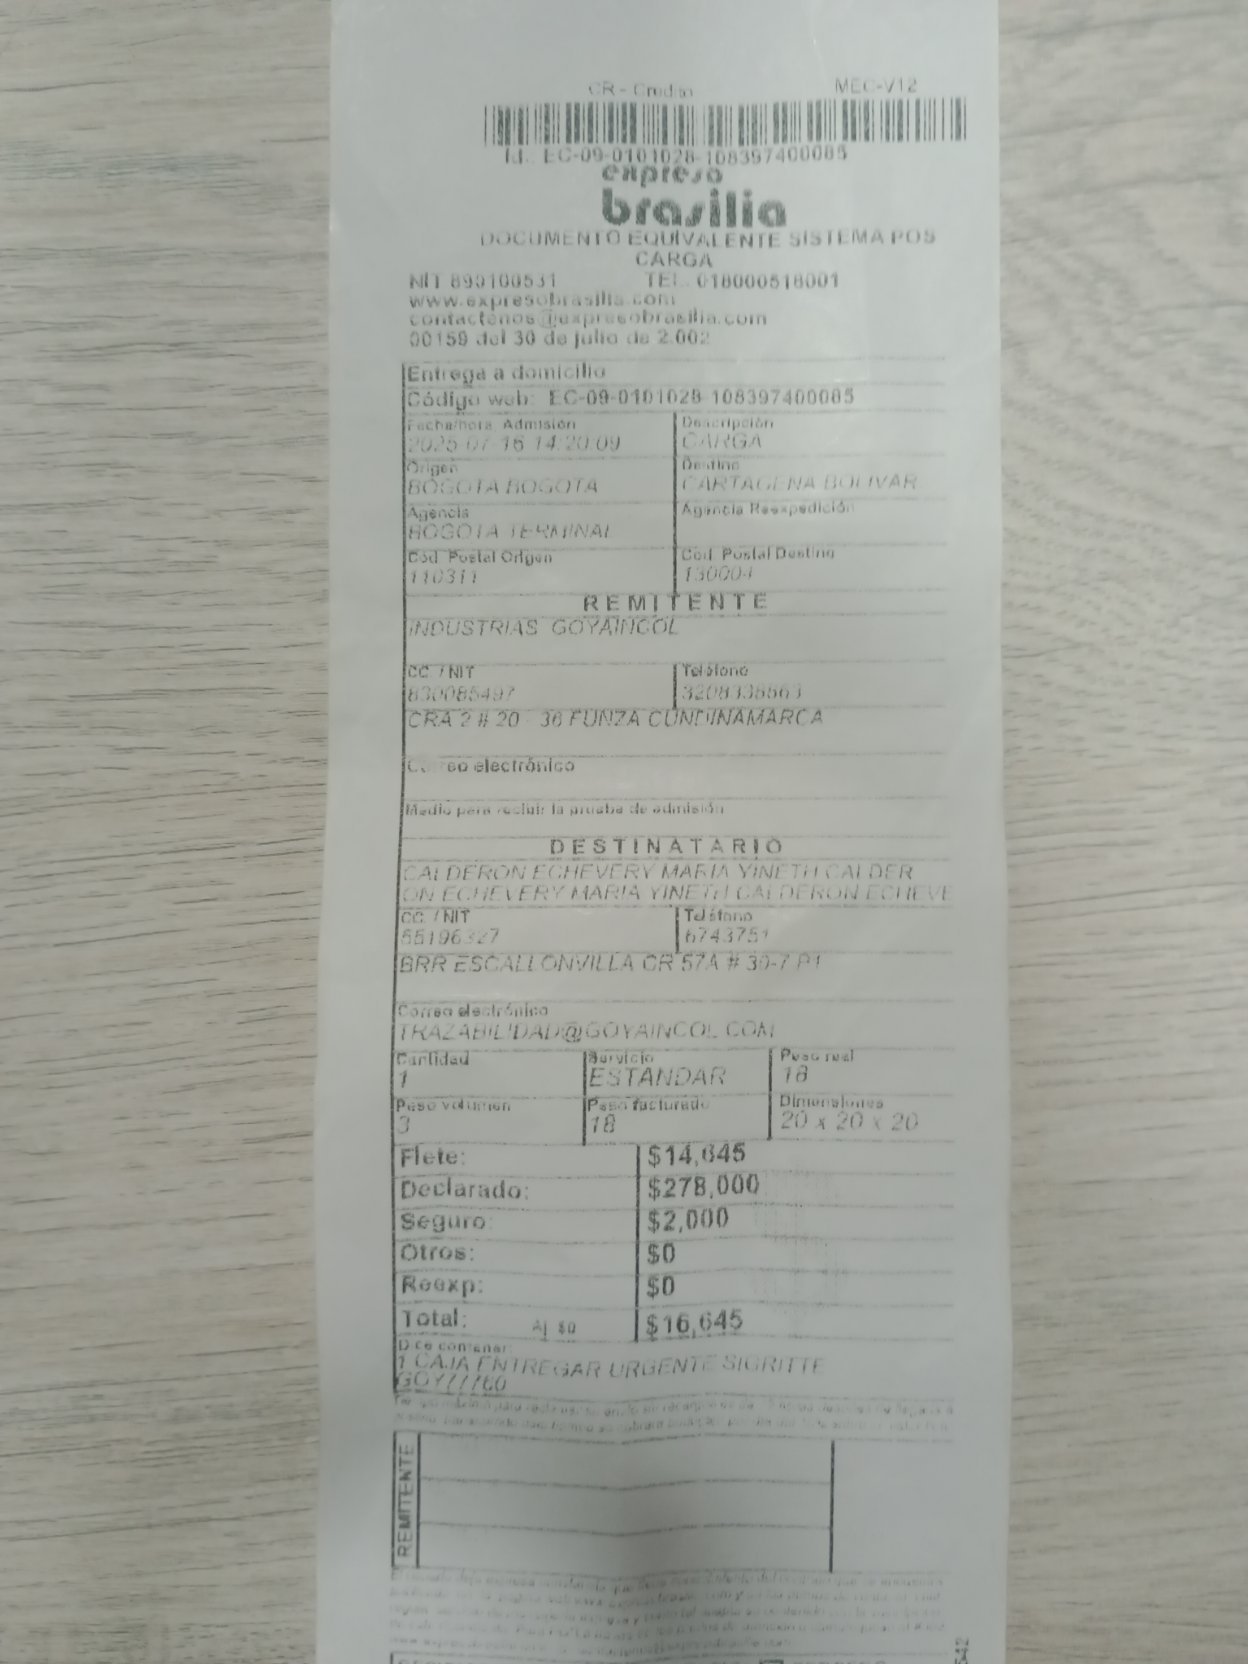 CR - Credito MEC-V12
Id.: EC-09-0101028-108397400085
expreso
brasilia
DOCUMENTO EQUIVALENTE SISTEMA POS
CARGA
NIT 890100531 TEL. 018000518001
www.expresobrasilia.com
contactenos@expresobrasilia.com
00159 del 30 de julio de 2.002
Entrega a domicilio
Código web: EC-09-0101028-108397400085
Fecha/hora Admisión Descripción
2025-07-16 14:20:09 CARGA
Origen Destino
BOGOTA BOGOTA CARTAGENA BOLIVAR
Agencia Agencia Reexpedición
BOGOTA TERMINAL
Cód. Postal Origen Cód. Postal Destino
110311 130004
REMITENTE
INDUSTRIAS GOYAINCOL
CC. / NIT Teléfono
830085497 3208338563
CRA 2 # 20 - 36 FUNZA CUNDINAMARCA
Correo electrónico
Medio para recibir la prueba de admisión
DESTINATARIO
CALDERON ECHEVERY MARIA YINETH CALDER
ON ECHEVERY MARIA YINETH CALDERON ECHEVE
CC. / NIT Teléfono
55196327 6743751
BRR ESCALLONVILLA CR 57A # 30-7 P1
Correo electrónico
TRAZABILIDAD@GOYAINCOL.COM
Cantidad Servicio Peso real
1 ESTANDAR 18
Peso volumen Peso facturado Dimensiones
3 18 20 x 20 x 20
Flete: $14,645
Declarado: $278,000
Seguro: $2,000
Otros: $0
Reexp: $0
Total: Aj $0 $16,645
Dice contener:
1 CAJA ENTREGAR URGENTE SIGRITTE
GOY77760
REMITENTE